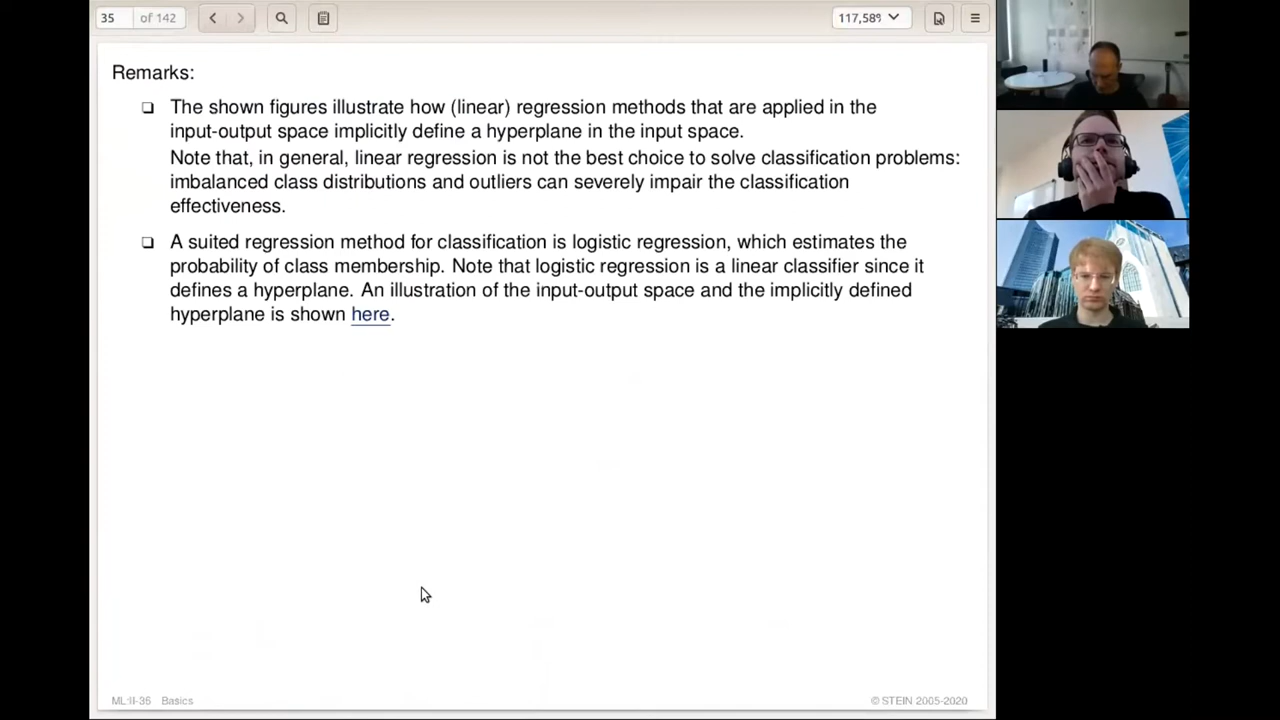 35 of 142 117,58%
Remarks:
❑ The shown figures illustrate how (linear) regression methods that are applied in the
input-output space implicitly define a hyperplane in the input space.
Note that, in general, linear regression is not the best choice to solve classification problems:
imbalanced class distributions and outliers can severely impair the classification
effectiveness.
❑ A suited regression method for classification is logistic regression, which estimates the
probability of class membership. Note that logistic regression is a linear classifier since it
defines a hyperplane. An illustration of the input-output space and the implicitly defined
hyperplane is shown here.
ML:II-36 Basics © STEIN 2005-2020